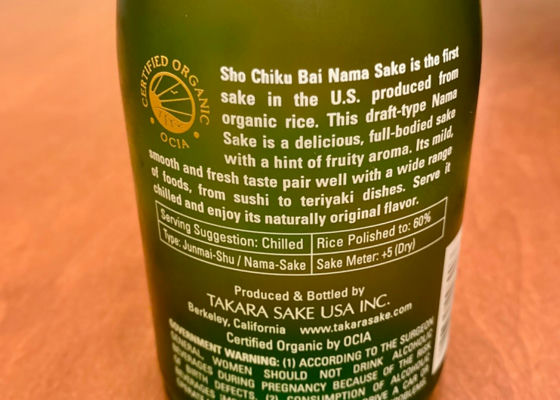 CERTIFIED ORGANIC
• OCIA •
Sho Chiku Bai Nama Sake is the first
sake in the U.S. produced from
organic rice. This draft-type Nama
Sake is a delicious, full-bodied sake
with a hint of fruity aroma. Its mild,
smooth and fresh taste pair well with a wide range
of foods, from sushi to teriyaki dishes. Serve it
chilled and enjoy its naturally original flavor.
Serving Suggestion: Chilled
Rice Polished to: 60%
Type: Junmai-Shu / Nama-Sake
Sake Meter: +5 (Dry)
Produced & Bottled by
TAKARA SAKE USA INC.
Berkeley, California www.takarasake.com
Certified Organic by OCIA
GOVERNMENT WARNING: (1) ACCORDING TO THE SURGEON
GENERAL, WOMEN SHOULD NOT DRINK ALCOHOLIC
BEVERAGES DURING PREGNANCY BECAUSE OF THE RISK
OF BIRTH DEFECTS. (2) CONSUMPTION OF ALCOHOLIC
DRIVE A CAR OR
PROBLEMS